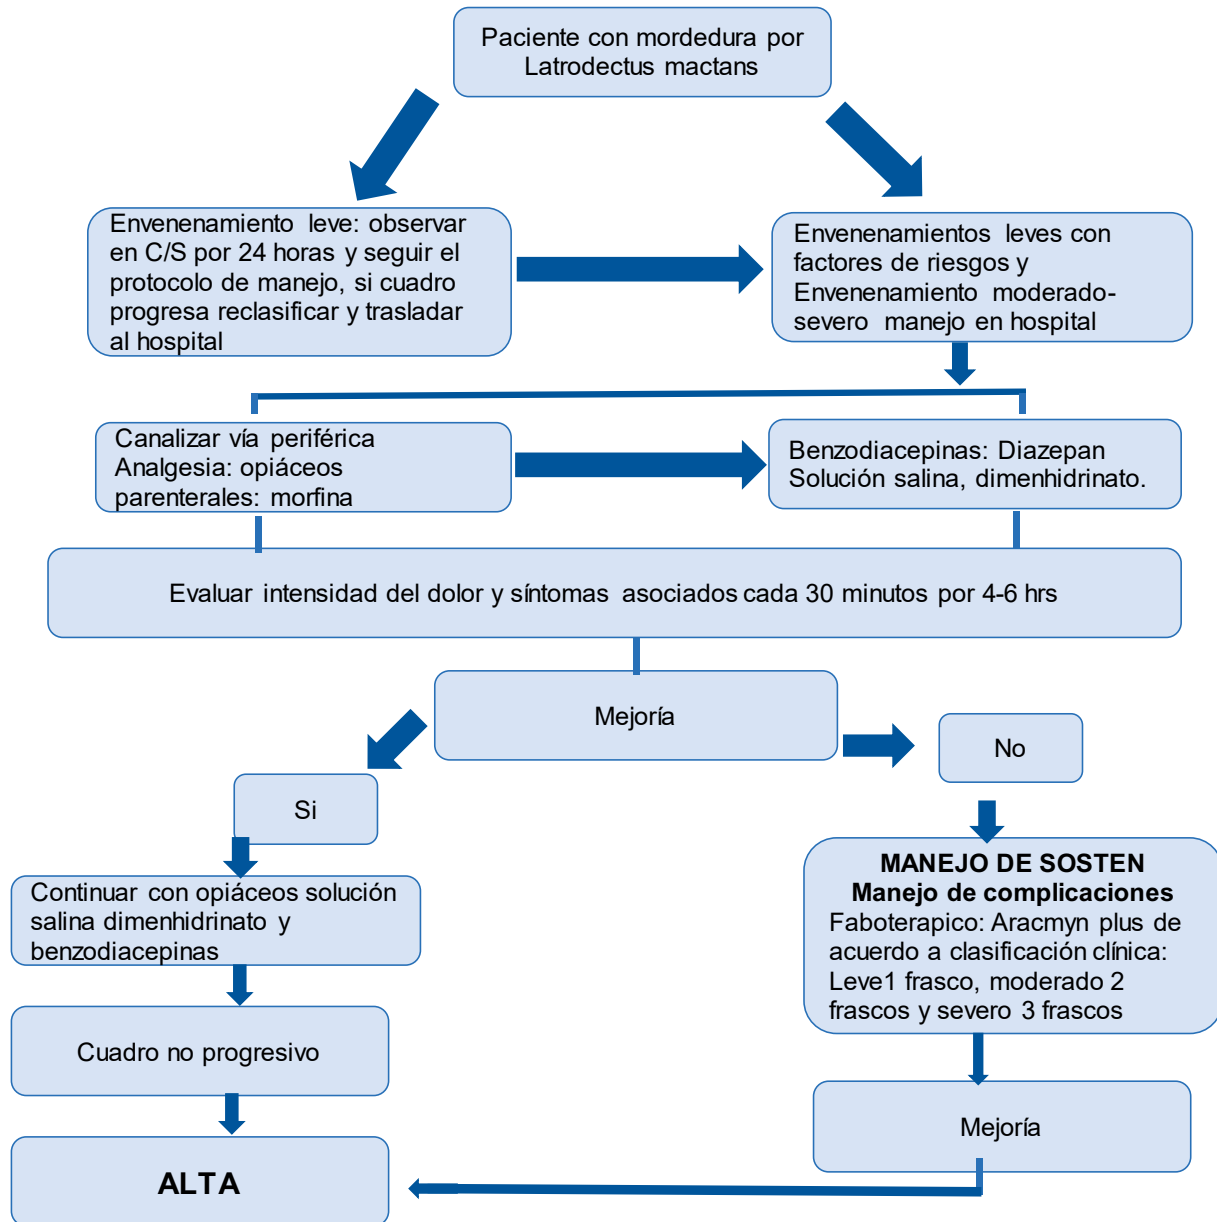 Paciente con mordedura por
Latrodectus mactans
Envenenamiento leve: observar
en C/S por 24 horas y seguir el
protocolo de manejo, si cuadro
progresa reclasificar y trasladar
al hospital
Envenenamientos leves con
factores de riesgos y
Envenenamiento moderado-
severo manejo en hospital
Canalizar vía periférica
Analgesia: opiáceos
parenterales: morfina
Benzodiacepinas: Diazepan
Solución salina, dimenhidrinato.
Evaluar intensidad del dolor y síntomas asociados cada 30 minutos por 4-6 hrs
Mejoría
Si
No
Continuar con opiáceos solución
salina dimenhidrinato y
benzodiacepinas
MANEJO DE SOSTEN
Manejo de complicaciones
Faboterapico: Aracmyn plus de
acuerdo a clasificación clínica:
Leve1 frasco, moderado 2
frascos y severo 3 frascos
Cuadro no progresivo
Mejoría
ALTA